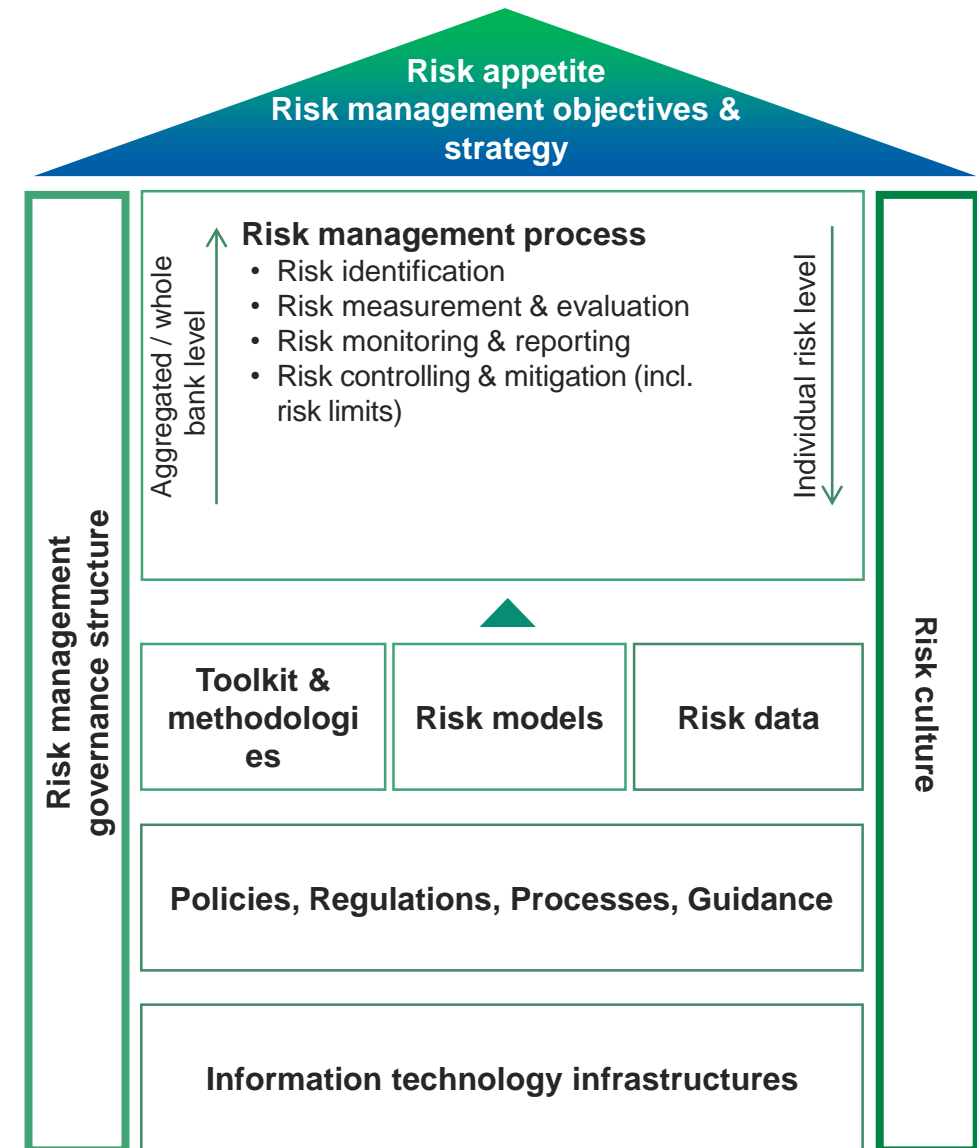 Risk appetite
Risk management objectives &
strategy
Risk management
governance structure
Aggregated / whole
bank level
Risk management process
• Risk identification
• Risk measurement & evaluation
• Risk monitoring & reporting
• Risk controlling & mitigation (incl.
risk limits)
Individual risk level
Risk culture
Toolkit &
methodologi
es
Risk models
Risk data
Policies, Regulations, Processes, Guidance
Information technology infrastructures